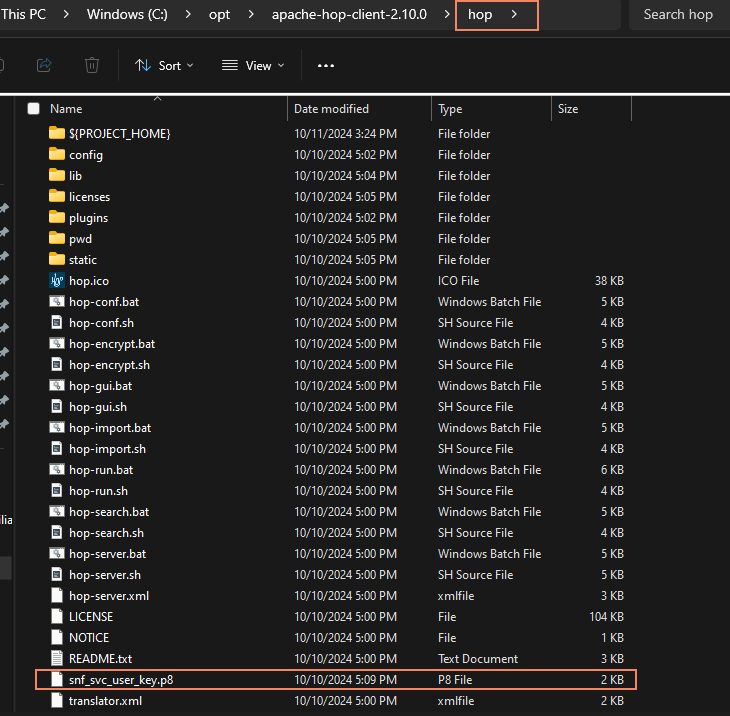 This PC > Windows (C:) > opt > apache-hop-client-2.10.0 > hop > Search hop
Sort View ...
Name Date modified Type Size
${PROJECT_HOME} 10/11/2024 3:24 PM File folder
config 10/10/2024 5:02 PM File folder
lib 10/10/2024 5:04 PM File folder
licenses 10/10/2024 5:05 PM File folder
plugins 10/10/2024 5:02 PM File folder
pwd 10/10/2024 5:05 PM File folder
static 10/10/2024 5:05 PM File folder
hop.ico 10/10/2024 5:00 PM ICO File 38 KB
hop-conf.bat 10/10/2024 5:00 PM Windows Batch File 5 KB
hop-conf.sh 10/10/2024 5:00 PM SH Source File 4 KB
hop-encrypt.bat 10/10/2024 5:00 PM Windows Batch File 5 KB
hop-encrypt.sh 10/10/2024 5:00 PM SH Source File 4 KB
hop-gui.bat 10/10/2024 5:00 PM Windows Batch File 5 KB
hop-gui.sh 10/10/2024 5:00 PM SH Source File 4 KB
hop-import.bat 10/10/2024 5:00 PM Windows Batch File 5 KB
hop-import.sh 10/10/2024 5:00 PM SH Source File 4 KB
hop-run.bat 10/10/2024 5:00 PM Windows Batch File 6 KB
hop-run.sh 10/10/2024 5:00 PM SH Source File 4 KB
hop-search.bat 10/10/2024 5:00 PM Windows Batch File 5 KB
hop-search.sh 10/10/2024 5:00 PM SH Source File 4 KB
hop-server.bat 10/10/2024 5:00 PM Windows Batch File 5 KB
hop-server.sh 10/10/2024 5:00 PM SH Source File 5 KB
hop-server.xml 10/10/2024 5:00 PM xmlfile 3 KB
LICENSE 10/10/2024 5:00 PM File 104 KB
NOTICE 10/10/2024 5:00 PM File 1 KB
README.txt 10/10/2024 5:00 PM Text Document 3 KB
snf_svc_user_key.p8 10/10/2024 5:09 PM P8 File 2 KB
translator.xml 10/10/2024 5:00 PM xmlfile 2 KB